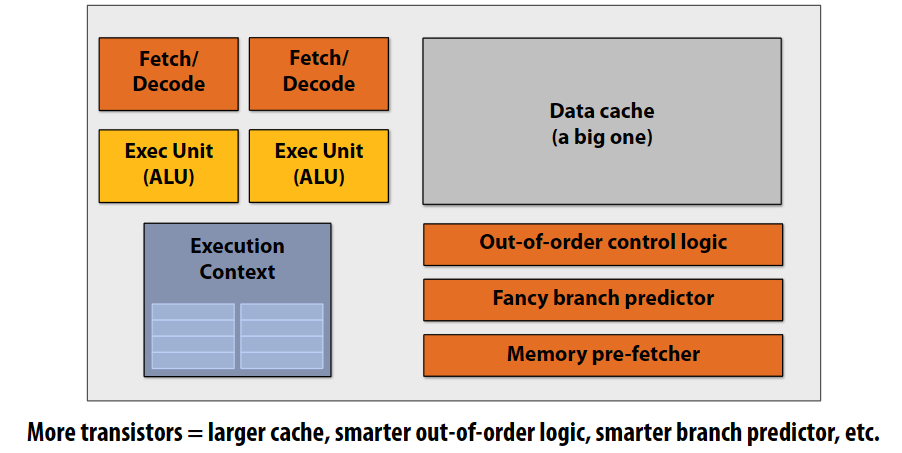 Fetch/
Decode
Fetch/
Decode
Exec Unit
(ALU)
Exec Unit
(ALU)
Execution
Context
Data cache
(a big one)
Out-of-order control logic
Fancy branch predictor
Memory pre-fetcher
More transistors = larger cache, smarter out-of-order logic, smarter branch predictor, etc.